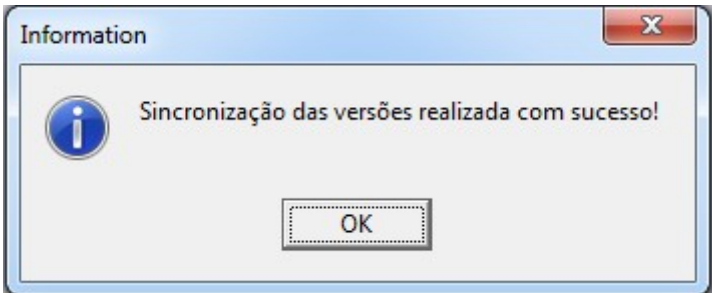 Information
Sincronização das versões realizada com sucesso!
OK